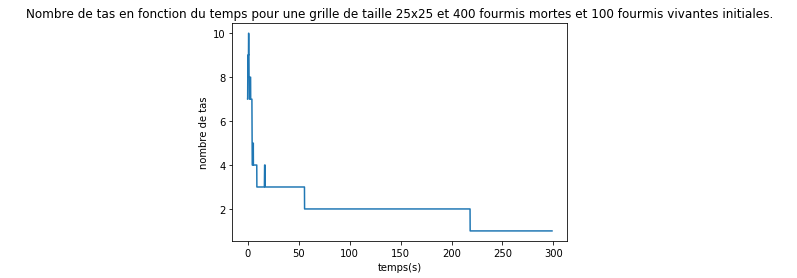 Nombre de tas en fonction du temps pour une grille de taille 25x25 et 400 fourmis mortes et 100 fourmis vivantes initiales.
10
8
6
4
2
nombre de tas
0 50 100 150 200 250 300
temps(s)